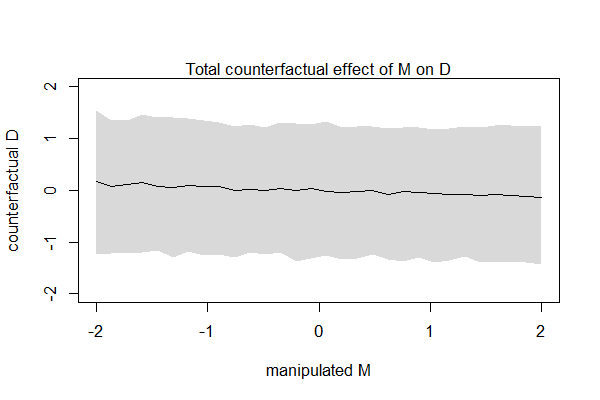 Total counterfactual effect of M on D
counterfactual D
2
1
0
-1
-2
-2 -1 0 1 2
manipulated M